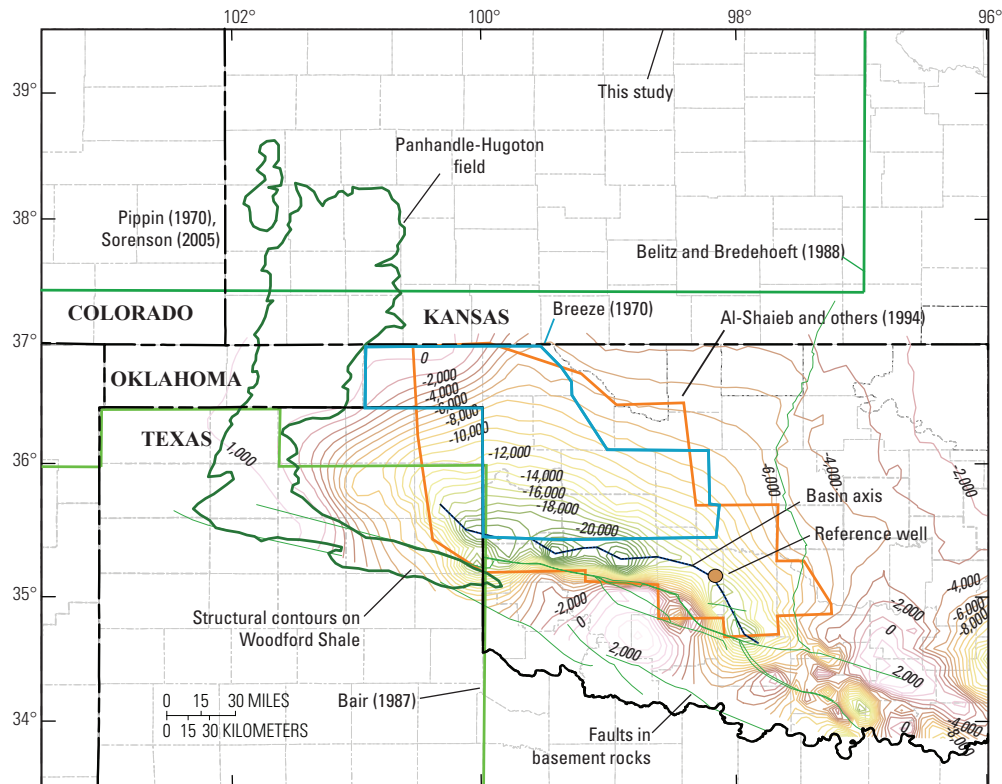 102°
100°
98°
96°
39°
This study
Panhandle-Hugoton
field
38°
Pippin (1970),
Sorenson (2005)
Belitz and Bredehoeft (1988)
COLORADO
KANSAS
Breeze (1970)
Al-Shaieb and others (1994)
37°
0
-2,000
-4,000
-6,000
-8,000
-10,000
OKLAHOMA
TEXAS
1,000
36°
-12,000
-14,000
-16,000
-18,000
-20,000
-6,000
-4,000
-2,000
Basin axis
Reference well
35°
Structural contours on
Woodford Shale
-2,000
0
2,000
-4,000
-6,000
-8,000
-2,000
0
2,000
Bair (1987)
0 15 30 MILES
0 15 30 KILOMETERS
34°
Faults in
basement rocks
0
-4,000
-8,000